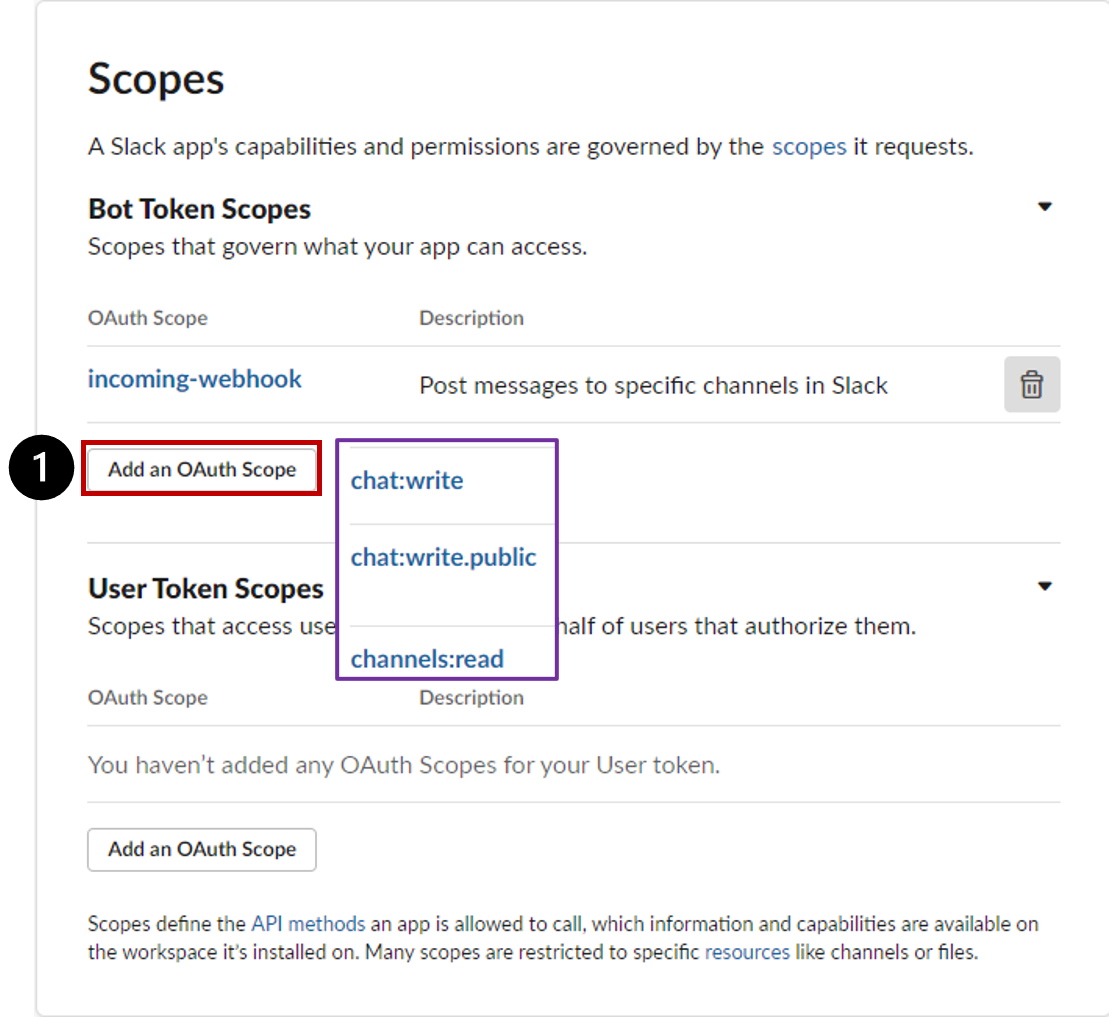 Scopes
A Slack app's capabilities and permissions are governed by the scopes it requests.
Bot Token Scopes
Scopes that govern what your app can access.
OAuth Scope Description
incoming-webhook Post messages to specific channels in Slack
1 Add an OAuth Scope
chat:write
chat:write.public
channels:read
User Token Scopes
Scopes that access use half of users that authorize them.
OAuth Scope Description
You haven't added any OAuth Scopes for your User token.
Add an OAuth Scope
Scopes define the API methods an app is allowed to call, which information and capabilities are available on
the workspace it's installed on. Many scopes are restricted to specific resources like channels or files.